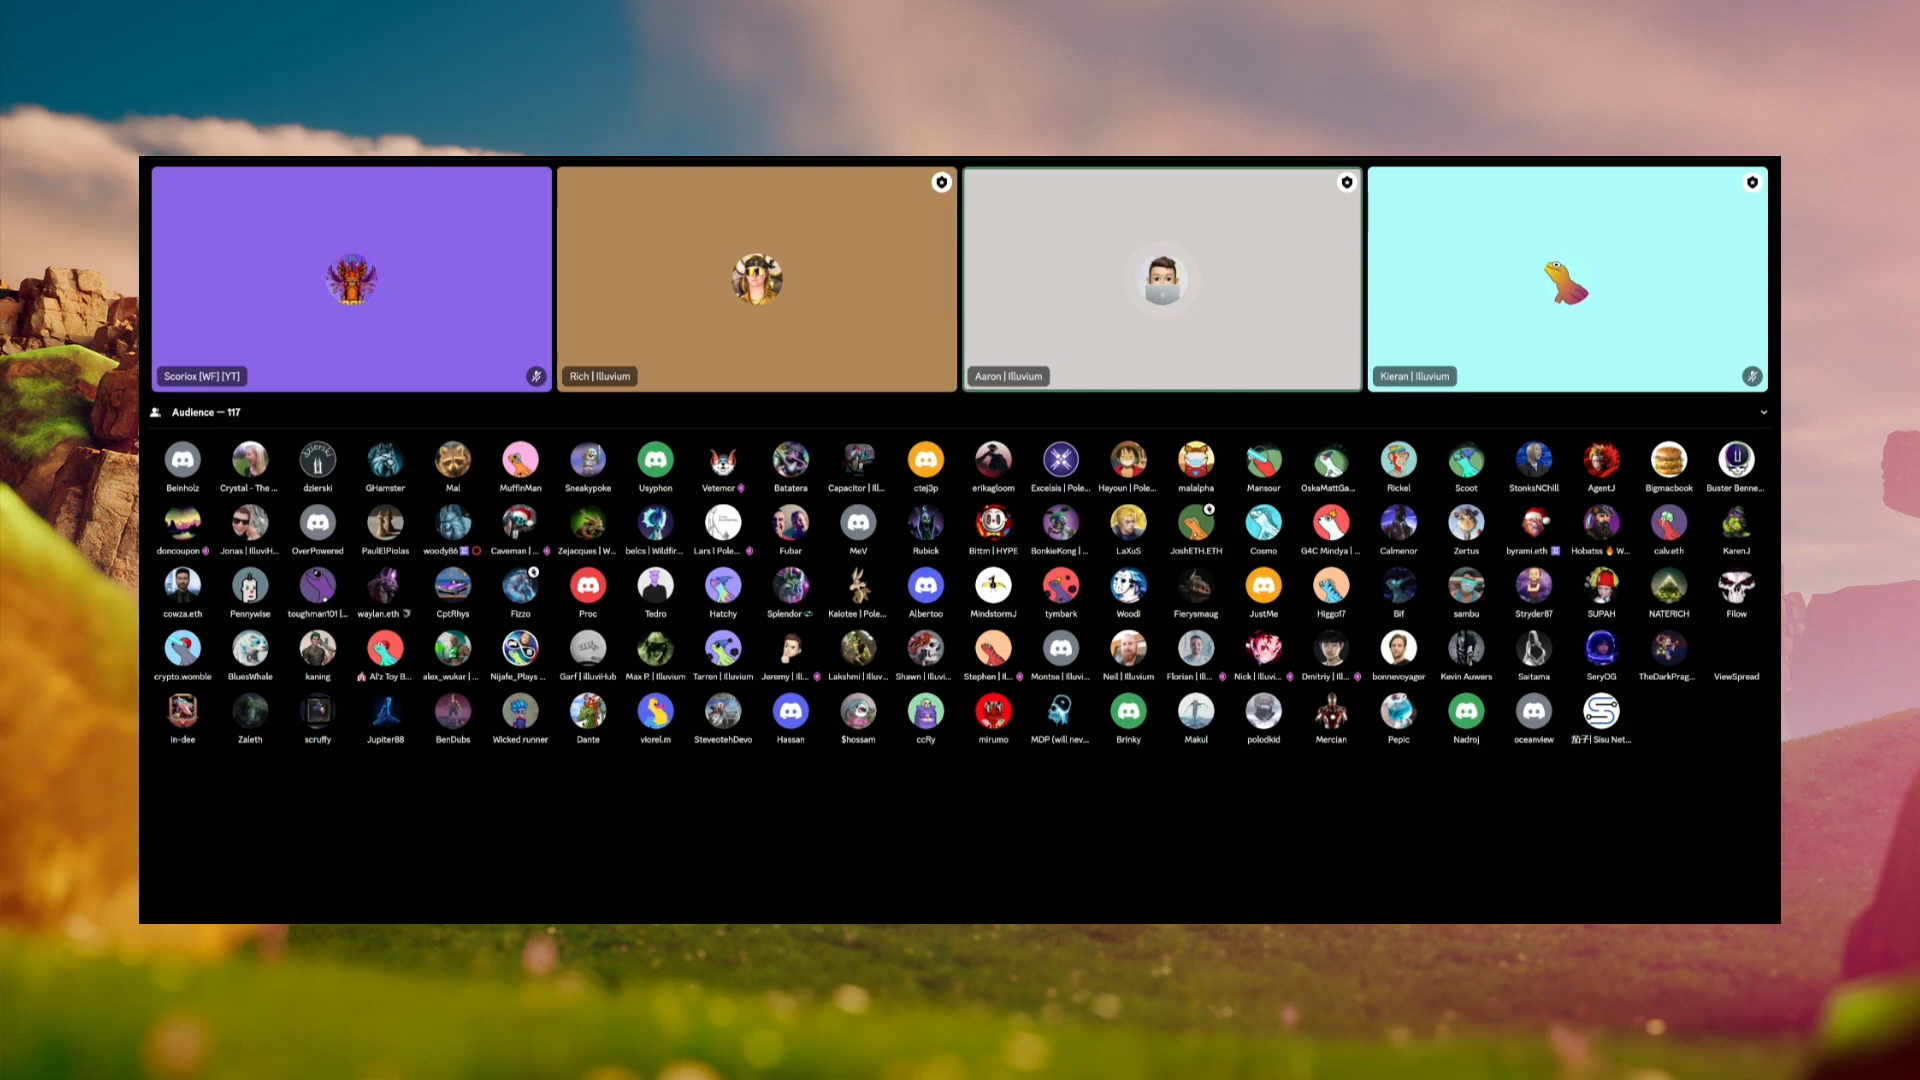 Scoriox [WF] [YT]
Rich | Illuvium
Aaron | Illuvium
Kieran | Illuvium
Audience — 117
Beinholz Crystal - The ... dzierski GHamster Mal MuffinMan Sneakypoke Usyphon Vetemor Batatera Capacitor | Ill... ctej3p erikagloom Excelsis | Pole... Hayoun | Pole... malalpha Mansour OskaMattGa... Rickel Scoot StonksNChill AgentJ Bigmacbook Buster Benne...
doncoupon Jonas | IlluviH... OverPowered PaulElPiolas woody86 Caveman | ... Zejacques | W... belcs | Wildfir... Lars | Pole... Fubar MeV Rubick Bittrn | HYPE BonkieKong | ... LaXuS JoshETH.ETH Cosmo G4C Mindya | ... Calmenor Zertus byrami.eth Hobatss 🔥 W... calv.eth KarenJ
cowza.eth Pennywise toughman101 |... waylan.eth CptRhys Fizzo Proc Tedro Hatchy Splendor Kaiotee | Pole... Albertoo MindstormJ tymbark Woodi Fierysmaug JustMe Higgo17 Bif sambu Stryder87 SUPAH NATERICH Filow
crypto.womble BluesWhale kaning Al'z Toy B... alex_wukar | ... Nijafe_Plays ... Garf | illuviHub Max P. | Illuvium Tarren | Illuvium Jeremy | Ill... Lakshmi | Illuv... Shawn | Illuvi... Stephen | Il... Montse | Illuvi... Neil | Illuvium Florian | Ill... Nick | Illuvi... Dmitriy | Ill... bonnevoyager Kevin Auwers Saitama SeryOG TheDarkPrag... ViewSpread
in-dee Zaleth scruffy Jupiter88 BenDubs Wicked runner Dante viorel.m SteveotehDevo Hassan $hossam ccRy mirumo MDP (will nev... Brinky Makul polodkid Mercian Pepic Nadroj oceanview 茄子| Sisu Net...